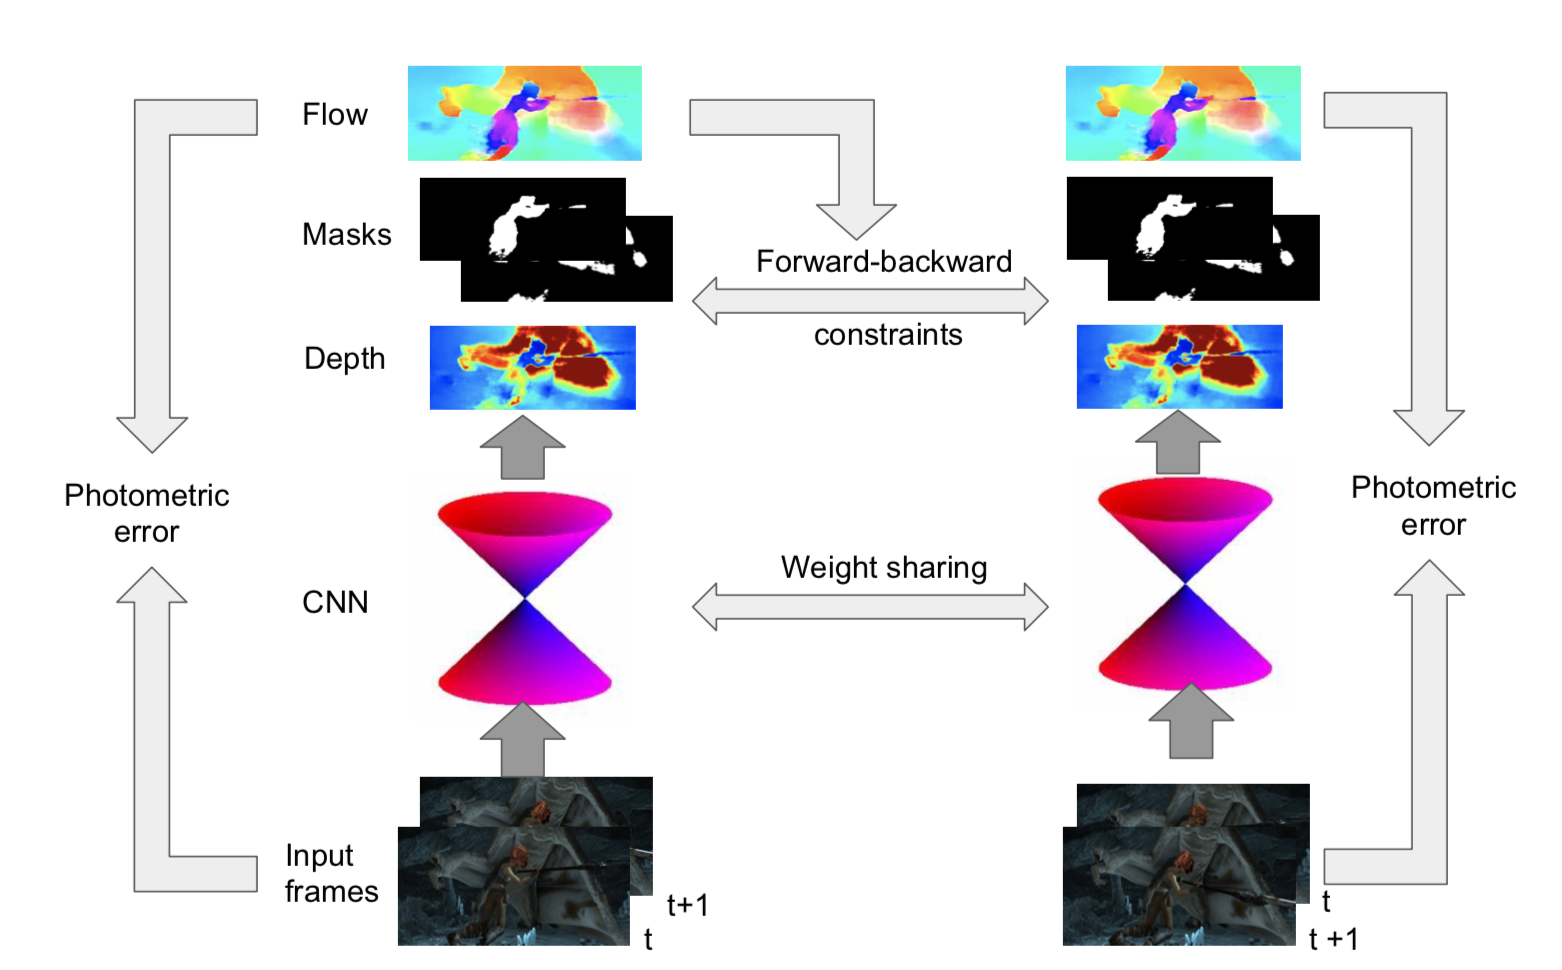 Flow
Masks
Forward-backward
constraints
Depth
Photometric
error
Photometric
error
Weight sharing
CNN
Input
frames
t+1
t
t
t +1